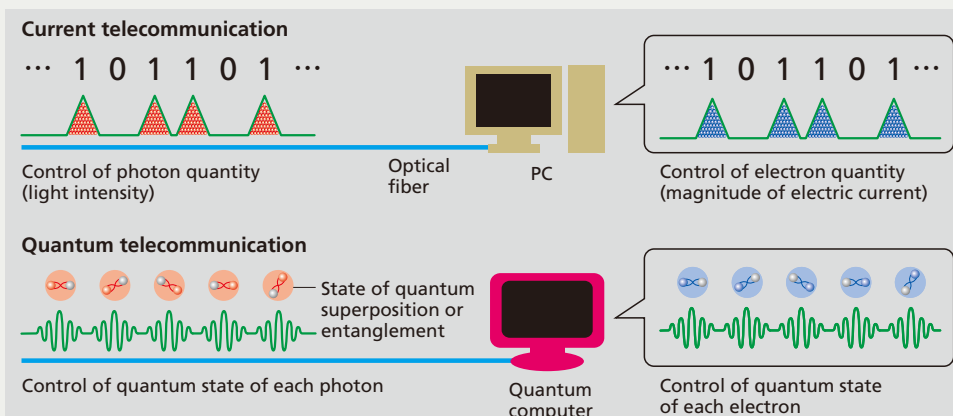 Current telecommunication
··· 1 0 1 1 0 1 ···
Control of photon quantity
(light intensity)
Optical
fiber
PC
··· 1 0 1 1 0 1 ···
Control of electron quantity
(magnitude of electric current)
Quantum telecommunication
State of quantum
superposition or
entanglement
Control of quantum state of each photon
Quantum
computer
Control of quantum state
of each electron